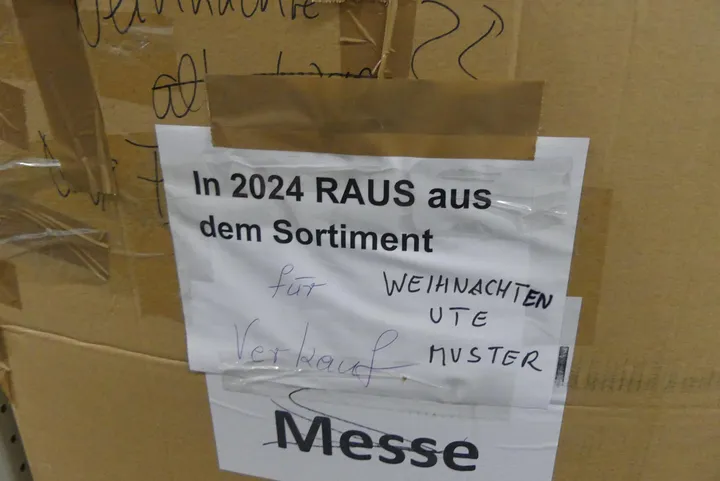 In 2024 RAUS aus
dem Sortiment
für
Verkauf
WEIHNACHTEN
UTE
MUSTER
Messe